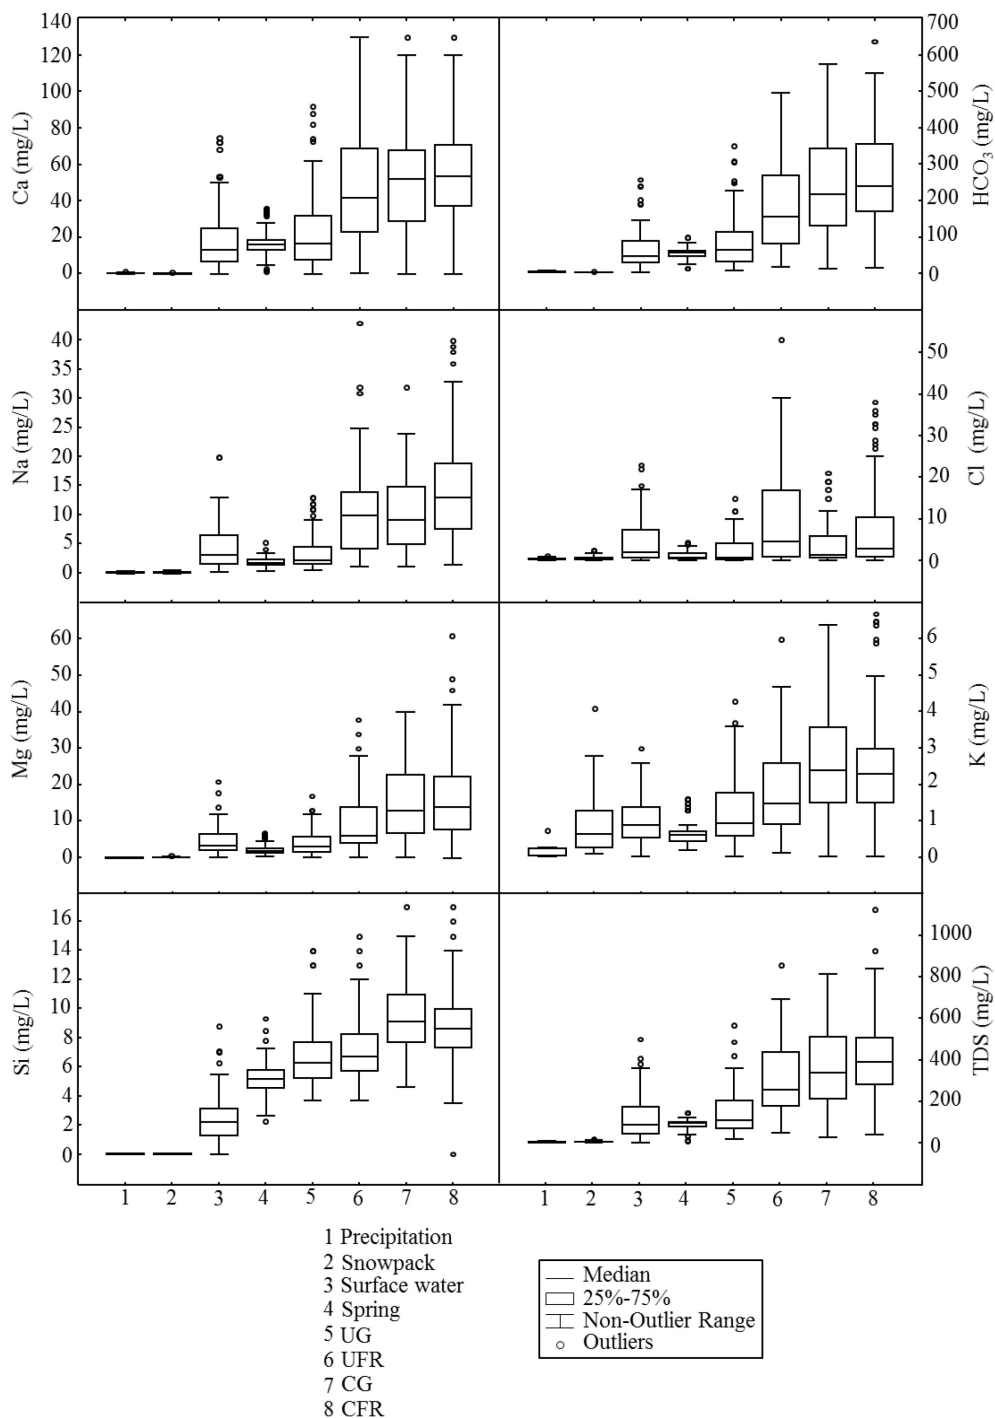 140
120
100
80
60
40
20
0
Ca (mg/L)
700
600
500
400
300
200
100
0
HCO₃ (mg/L)
40
35
30
25
20
15
10
5
0
Na (mg/L)
50
40
30
20
10
0
Cl (mg/L)
60
50
40
30
20
10
0
Mg (mg/L)
6
5
4
3
2
1
0
K (mg/L)
16
14
12
10
8
6
4
2
0
Si (mg/L)
1000
800
600
400
200
0
TDS (mg/L)
1 2 3 4 5 6 7 8
1 2 3 4 5 6 7 8
1 Precipitation
2 Snowpack
3 Surface water
4 Spring
5 UG
6 UFR
7 CG
8 CFR
Median
25%-75%
Non-Outlier Range
Outliers